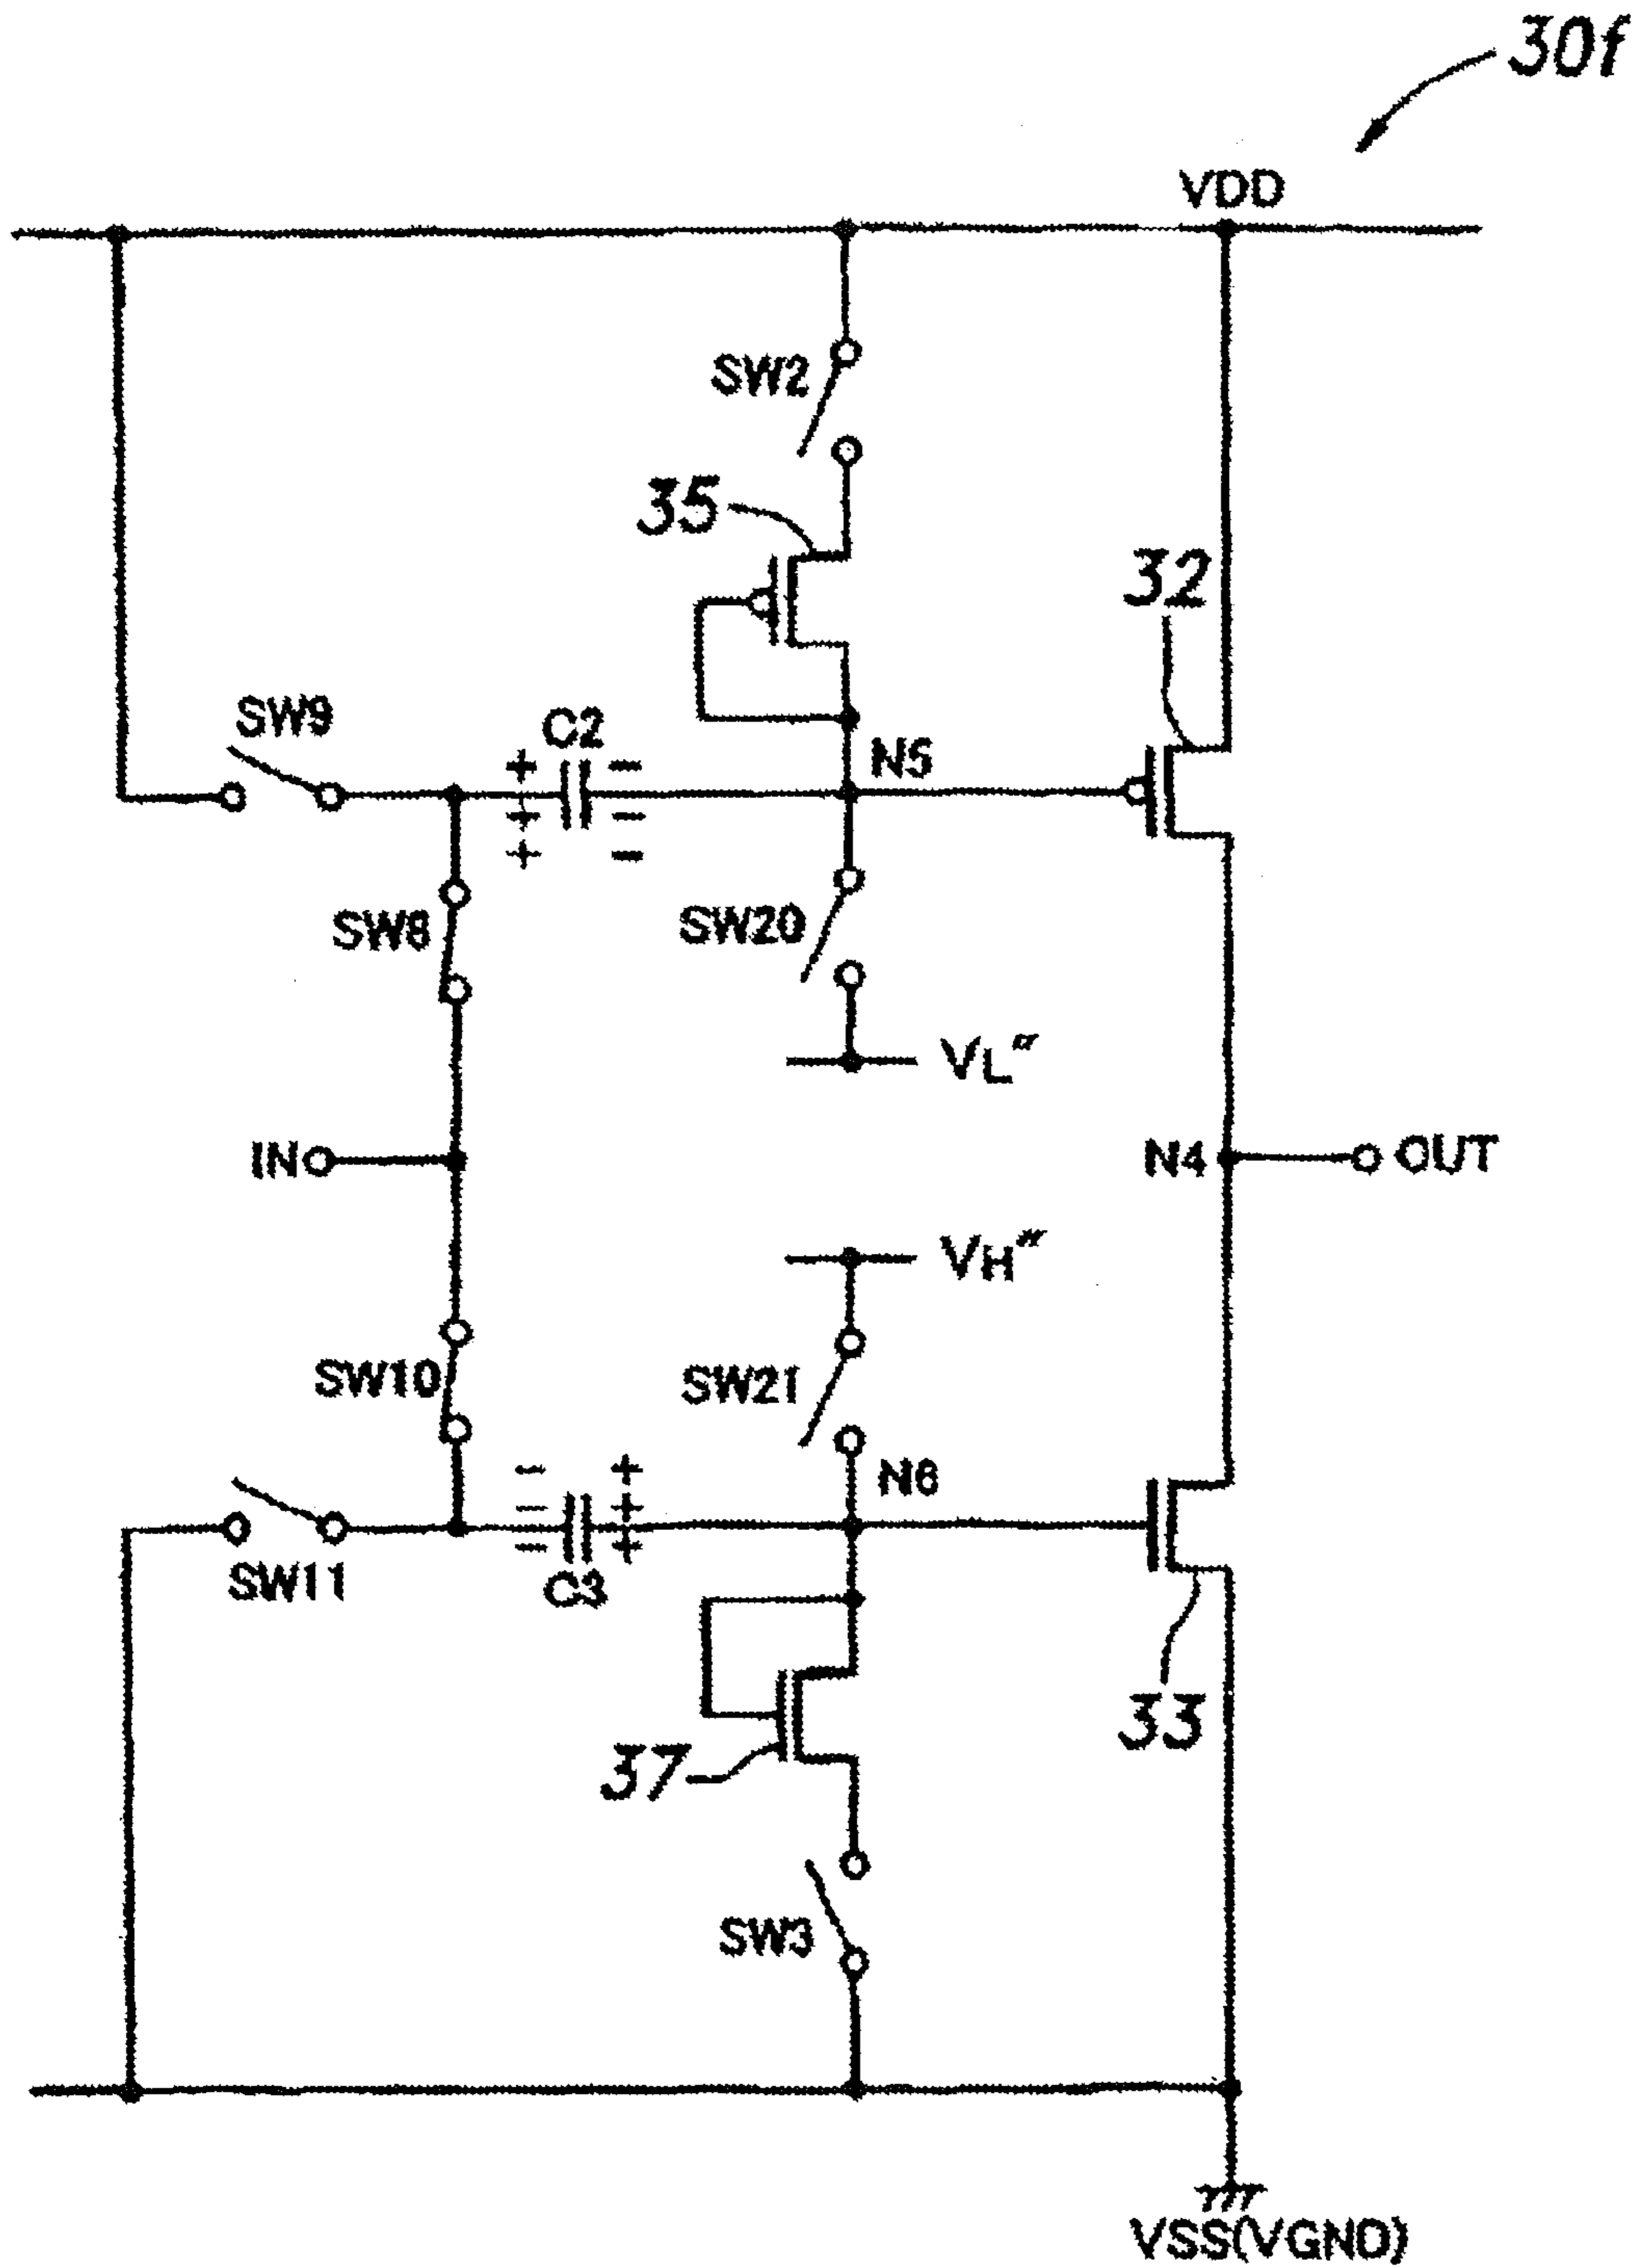 30f
VDD
SW2
35
32
SW9
C2
N5
+ −
+ −
+ −
SW8
SW20
VL"
IN
N4
OUT
VH"
SW10
SW21
N6
− +
− +
− +
SW11
C3
33
37
SW3
VSS(VGND)